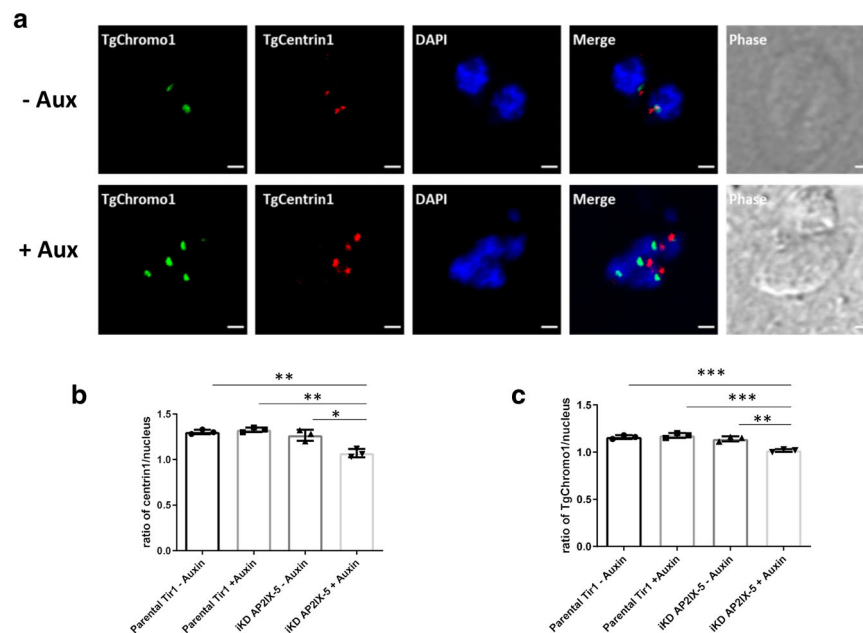 a
TgChromo1 TgCentrin1 DAPI Merge Phase
- Aux
TgChromo1 TgCentrin1 DAPI Merge Phase
+ Aux
b
**
**
*
ratio of centrin1/nucleus
1.5
1.0
0.5
0.0
Parental Tir1 - Auxin
Parental Tir1 +Auxin
iKD AP2IX-5 - Auxin
iKD AP2IX-5 + Auxin
c
***
***
**
ratio of TgChromo1/nucleus
1.5
1.0
0.5
0.0
Parental Tir1 - Auxin
Parental Tir1 +Auxin
iKD AP2IX-5 - Auxin
iKD AP2IX-5 + Auxin